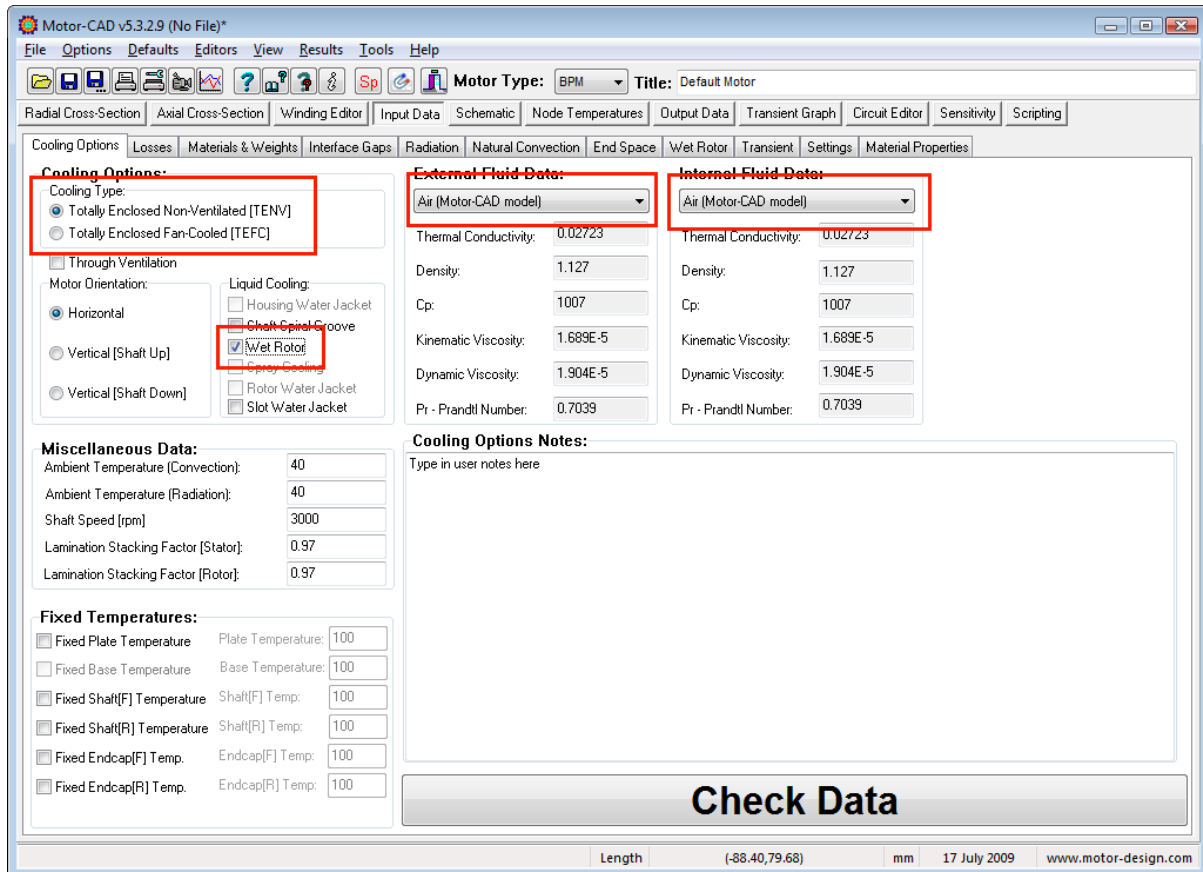 Motor-CAD v5.3.2.9 (No File)*
File Options Defaults Editors View Results Tools Help
Sp Motor Type: BPM Title: Default Motor
Radial Cross-Section Axial Cross-Section Winding Editor Input Data Schematic Node Temperatures Output Data Transient Graph Circuit Editor Sensitivity Scripting
Cooling Options Losses Materials & Weights Interface Gaps Radiation Natural Convection End Space Wet Rotor Transient Settings Material Properties
Cooling Options:
Cooling Type:
Totally Enclosed Non-Ventilated [TENV]
Totally Enclosed Fan-Cooled [TEFC]
Through Ventilation
Motor Orientation:
Horizontal
Vertical [Shaft Up]
Vertical [Shaft Down]
Liquid Cooling:
Housing Water Jacket
Shaft Spiral Groove
Wet Rotor
Spray Cooling
Rotor Water Jacket
Slot Water Jacket
External Fluid Data:
Air (Motor-CAD model)
Thermal Conductivity: 0.02723
Density: 1.127
Cp: 1007
Kinematic Viscosity: 1.689E-5
Dynamic Viscosity: 1.904E-5
Pr - Prandtl Number: 0.7039
Internal Fluid Data:
Air (Motor-CAD model)
Thermal Conductivity: 0.02723
Density: 1.127
Cp: 1007
Kinematic Viscosity: 1.689E-5
Dynamic Viscosity: 1.904E-5
Pr - Prandtl Number: 0.7039
Miscellaneous Data:
Ambient Temperature (Convection): 40
Ambient Temperature (Radiation): 40
Shaft Speed [rpm] 3000
Lamination Stacking Factor [Stator]: 0.97
Lamination Stacking Factor [Rotor]: 0.97
Fixed Temperatures:
Fixed Plate Temperature Plate Temperature: 100
Fixed Base Temperature Base Temperature: 100
Fixed Shaft[F] Temperature Shaft[F] Temp: 100
Fixed Shaft[R] Temperature Shaft[R] Temp: 100
Fixed Endcap[F] Temp. Endcap[F] Temp: 100
Fixed Endcap[R] Temp. Endcap[R] Temp: 100
Cooling Options Notes:
Type in user notes here
Check Data
Length (-88.40,79.68) mm 17 July 2009 www.motor-design.com